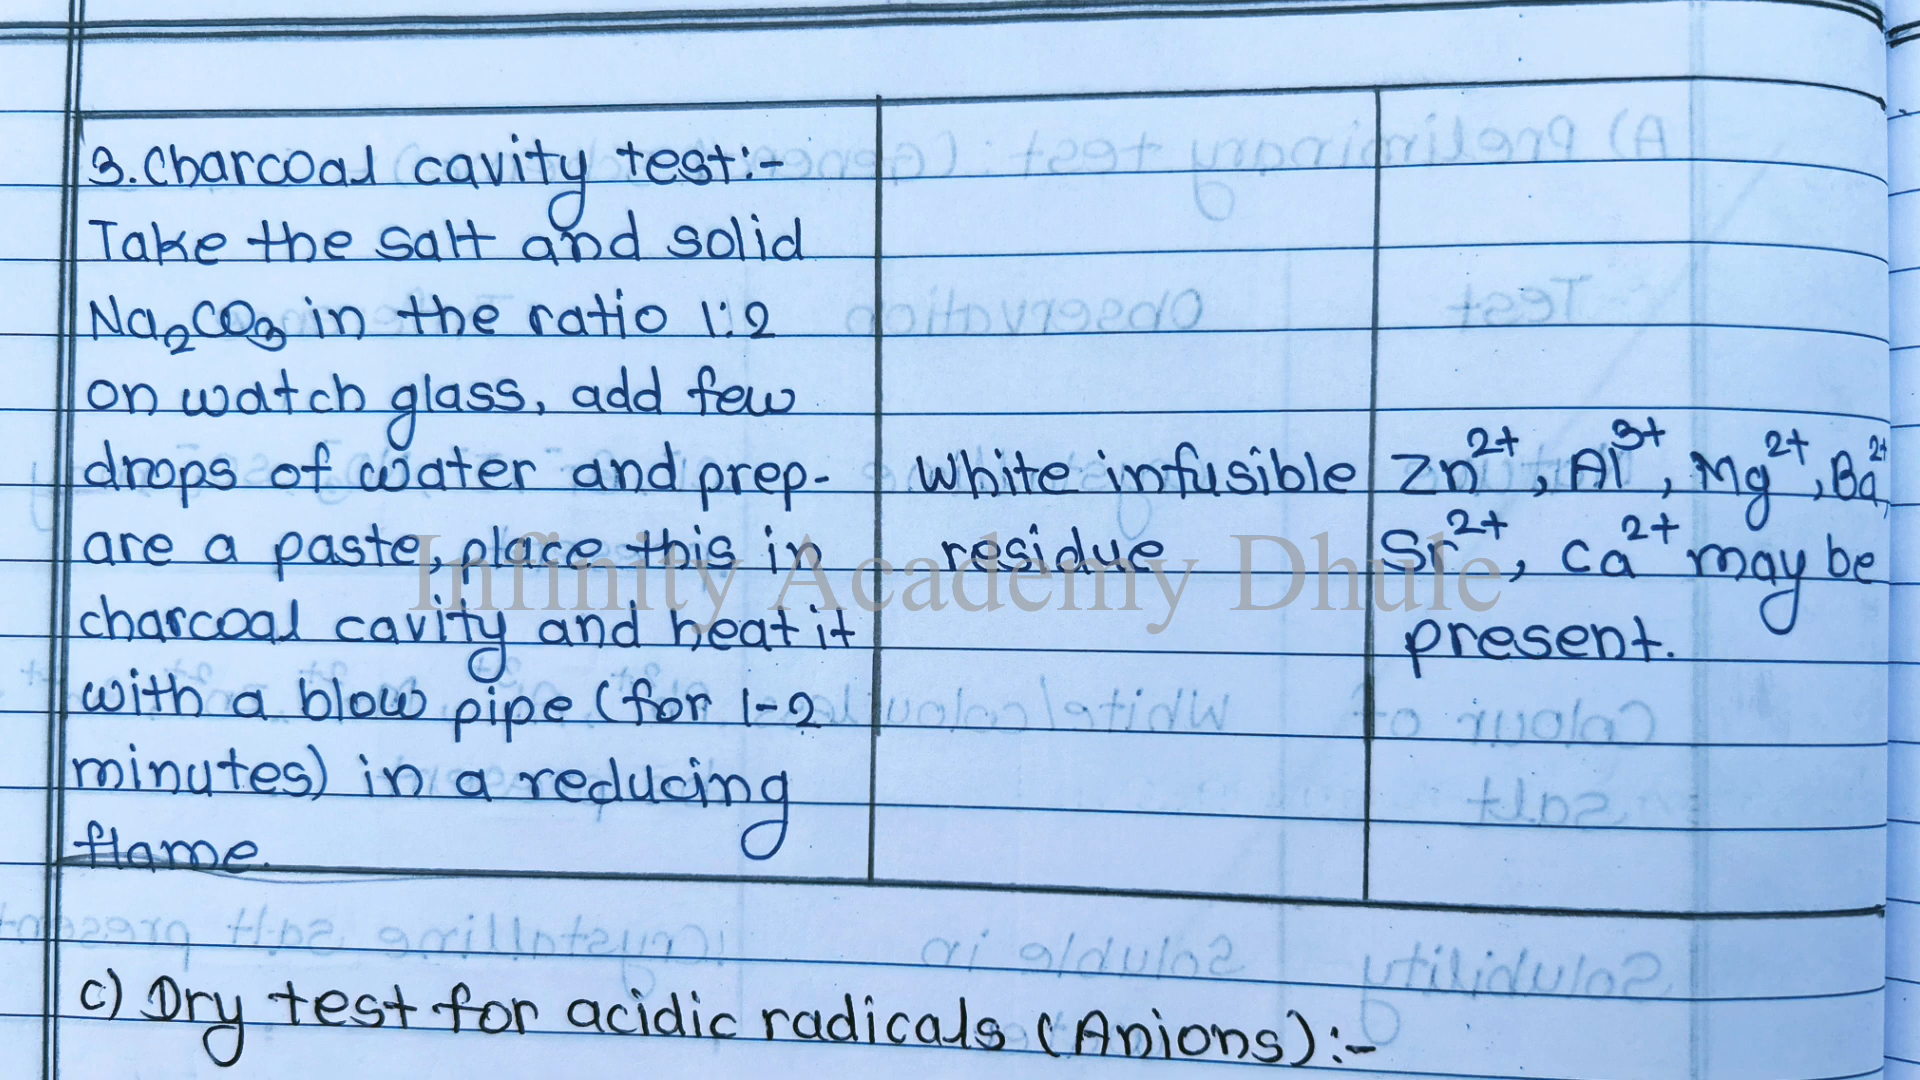 3. Charcoal cavity test:-
Take the salt and solid
Na₂CO₃ in the ratio 1:2
on watch glass, add few
drops of water and prep-
are a paste, place this in
charcoal cavity and heat it
with a blow pipe (for 1-2
minutes) in a reducing
flame.
White infusible
residue
Zn²⁺, Al³⁺, Mg²⁺, Ba²⁺,
Sr²⁺, Ca²⁺ may be
present.
Infinity Academy Dhule
c) Dry test for acidic radicals (Anions):-